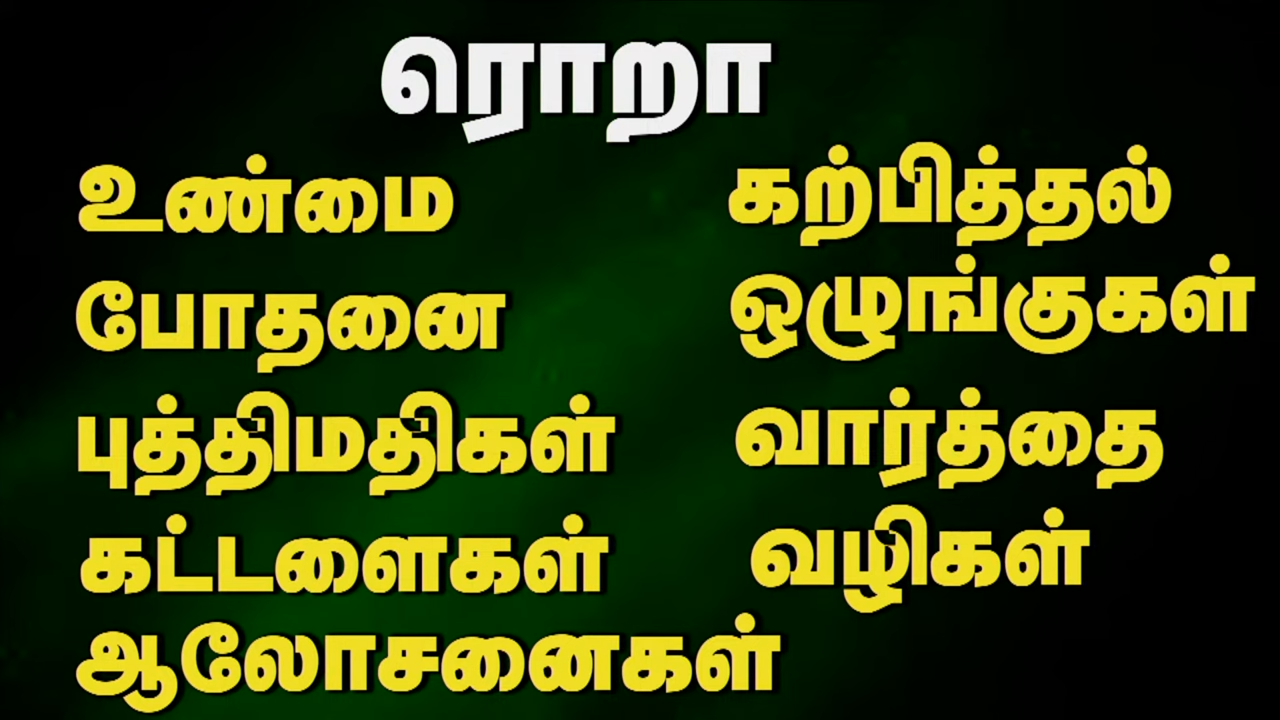 ரொறா
உண்மை
போதனை
புத்திமதிகள்
கட்டளைகள்
ஆலோசனைகள்
கற்பித்தல்
ஒழுங்குகள்
வார்த்தை
வழிகள்